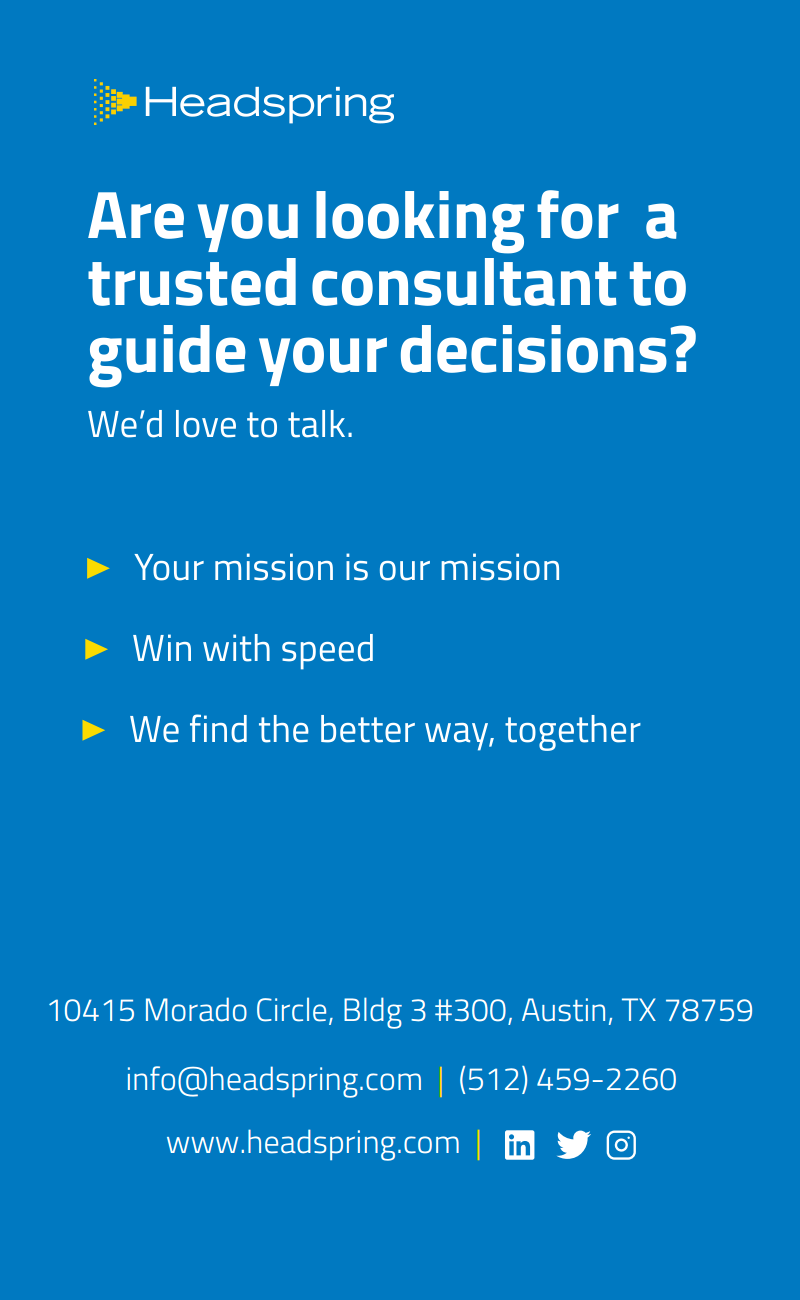 Headspring
Are you looking for  a
trusted consultant to
guide your decisions?
We’d love to talk.
Your mission is our mission
Win with speed
We find the better way, together
10415 Morado Circle, Bldg 3 #300, Austin, TX 78759
info@headspring.com | (512) 459-2260
www.headspring.com |